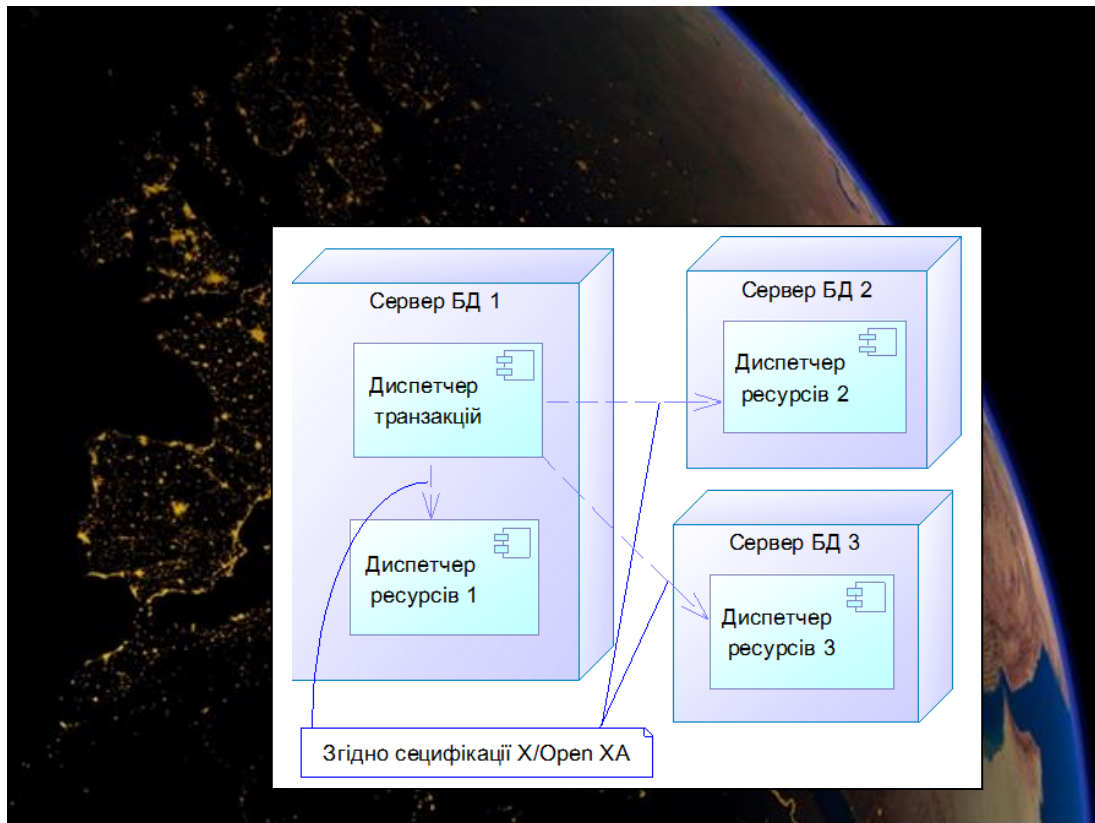 Сервер БД 1
Диспетчер
транзакцій
Диспетчер
ресурсів 1
Сервер БД 2
Диспетчер
ресурсів 2
Сервер БД 3
Диспетчер
ресурсів 3
Згідно сецифікації X/Open XA